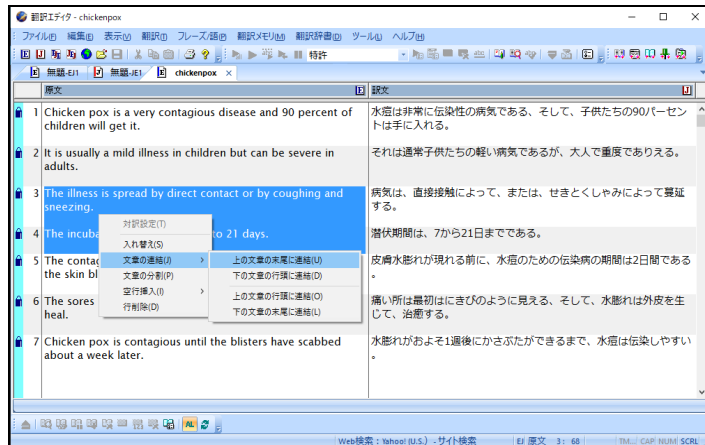 翻訳エディタ - chickenpox
ファイル(F) 編集(E) 表示(V) 翻訳(T) フレーズ/語(P) 翻訳メモリ(M) 翻訳辞書(D) ツール(L) ヘルプ(H)
特許
無題-EJ1 無題-JE1 chickenpox ×
原文 E 訳文 J
1 Chicken pox is a very contagious disease and 90 percent of children will get it.
水痘は非常に伝染性の病気である、そして、子供たちの90パーセン
トは手に入れる。
2 It is usually a mild illness in children but can be severe in
adults.
それは通常子供たちの軽い病気であるが、大人で重度でありえる。
3 The illness is spread by direct contact or by coughing and
sneezing.
病気は、直接接触によって、または、せきとくしゃみによって蔓延
する。
4 The incuba to 21 days.
潜伏期間は、7から21日までである。
5 The contag
the skin bl
皮膚水膨れが現れる前に、水痘のための伝染病の期間は2日間である
。
6 The sores
heal.
痛い所は最初はにきびのように見える、そして、水膨れは外皮を生
じて、治癒する。
7 Chicken pox is contagious until the blisters have scabbed
about a week later.
水膨れがおよそ1週後にかさぶたができるまで、水痘は伝染しやすい
。
対訳設定(T)
入れ替え(S)
文章の連結(J)
文章の分割(P)
空行挿入(I)
行削除(D)
上の文章の末尾に連結(U)
下の文章の行頭に連結(D)
上の文章の行頭に連結(O)
下の文章の末尾に連結(L)
AL
Web検索 : Yahoo! (U.S.) - サイト検索 EJ 原文 3: 68 TM... CAP NUM SCRL